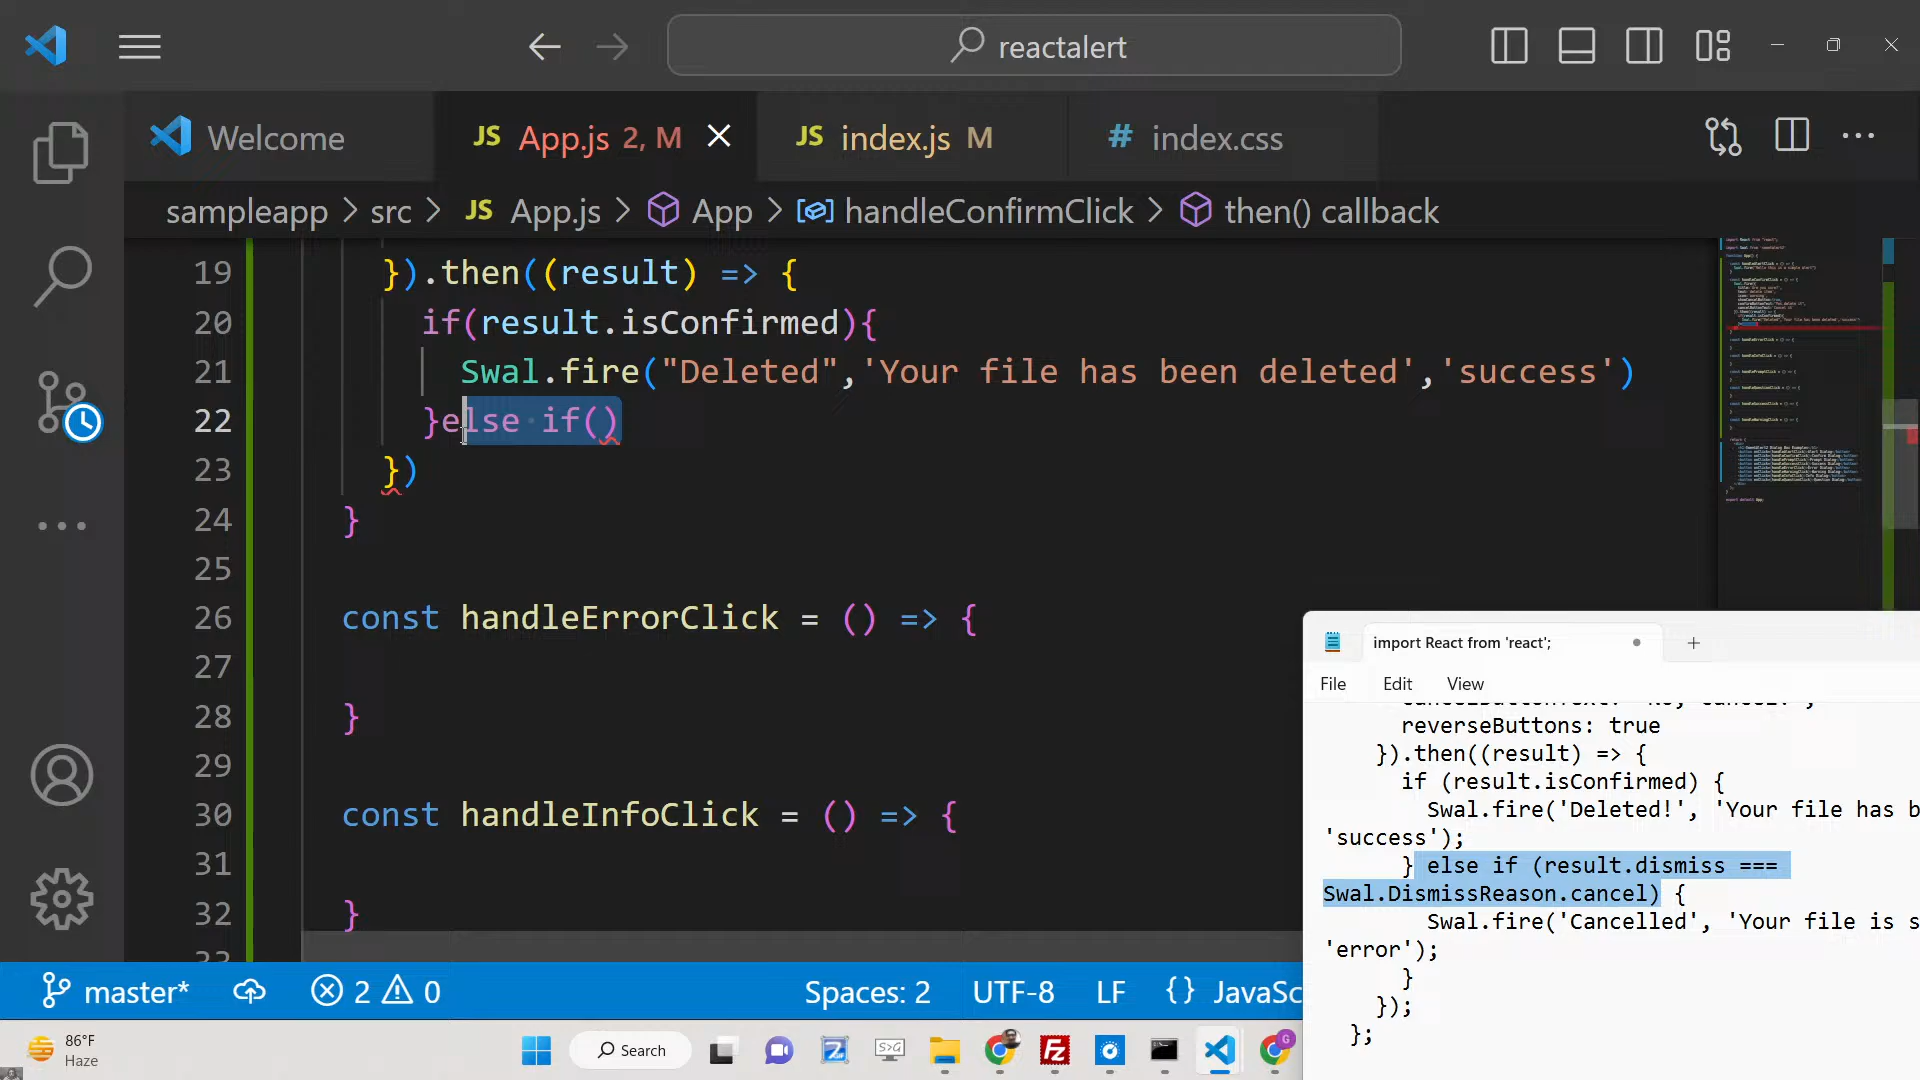 reactalert
Welcome
JS App.js 2, M
JS index.js M
# index.css
sampleapp > src > JS App.js > App > handleConfirmClick > then() callback
19 }).then((result) => {
20 if(result.isConfirmed){
21 Swal.fire("Deleted",'Your file has been deleted','success')
22 }else if()
23 })
24 }
25
26 const handleErrorClick = () => {
27
28 }
29
30 const handleInfoClick = () => {
31
32 }
import React from 'react';
File Edit View
reverseButtons: true
}).then((result) => {
if (result.isConfirmed) {
Swal.fire('Deleted!', 'Your file has b
'success');
} else if (result.dismiss ===
Swal.DismissReason.cancel) {
Swal.fire('Cancelled', 'Your file is s
'error');
}
});
};
master* 2 0 Spaces: 2 UTF-8 LF {} JavaSc
86°F
Haze
Search